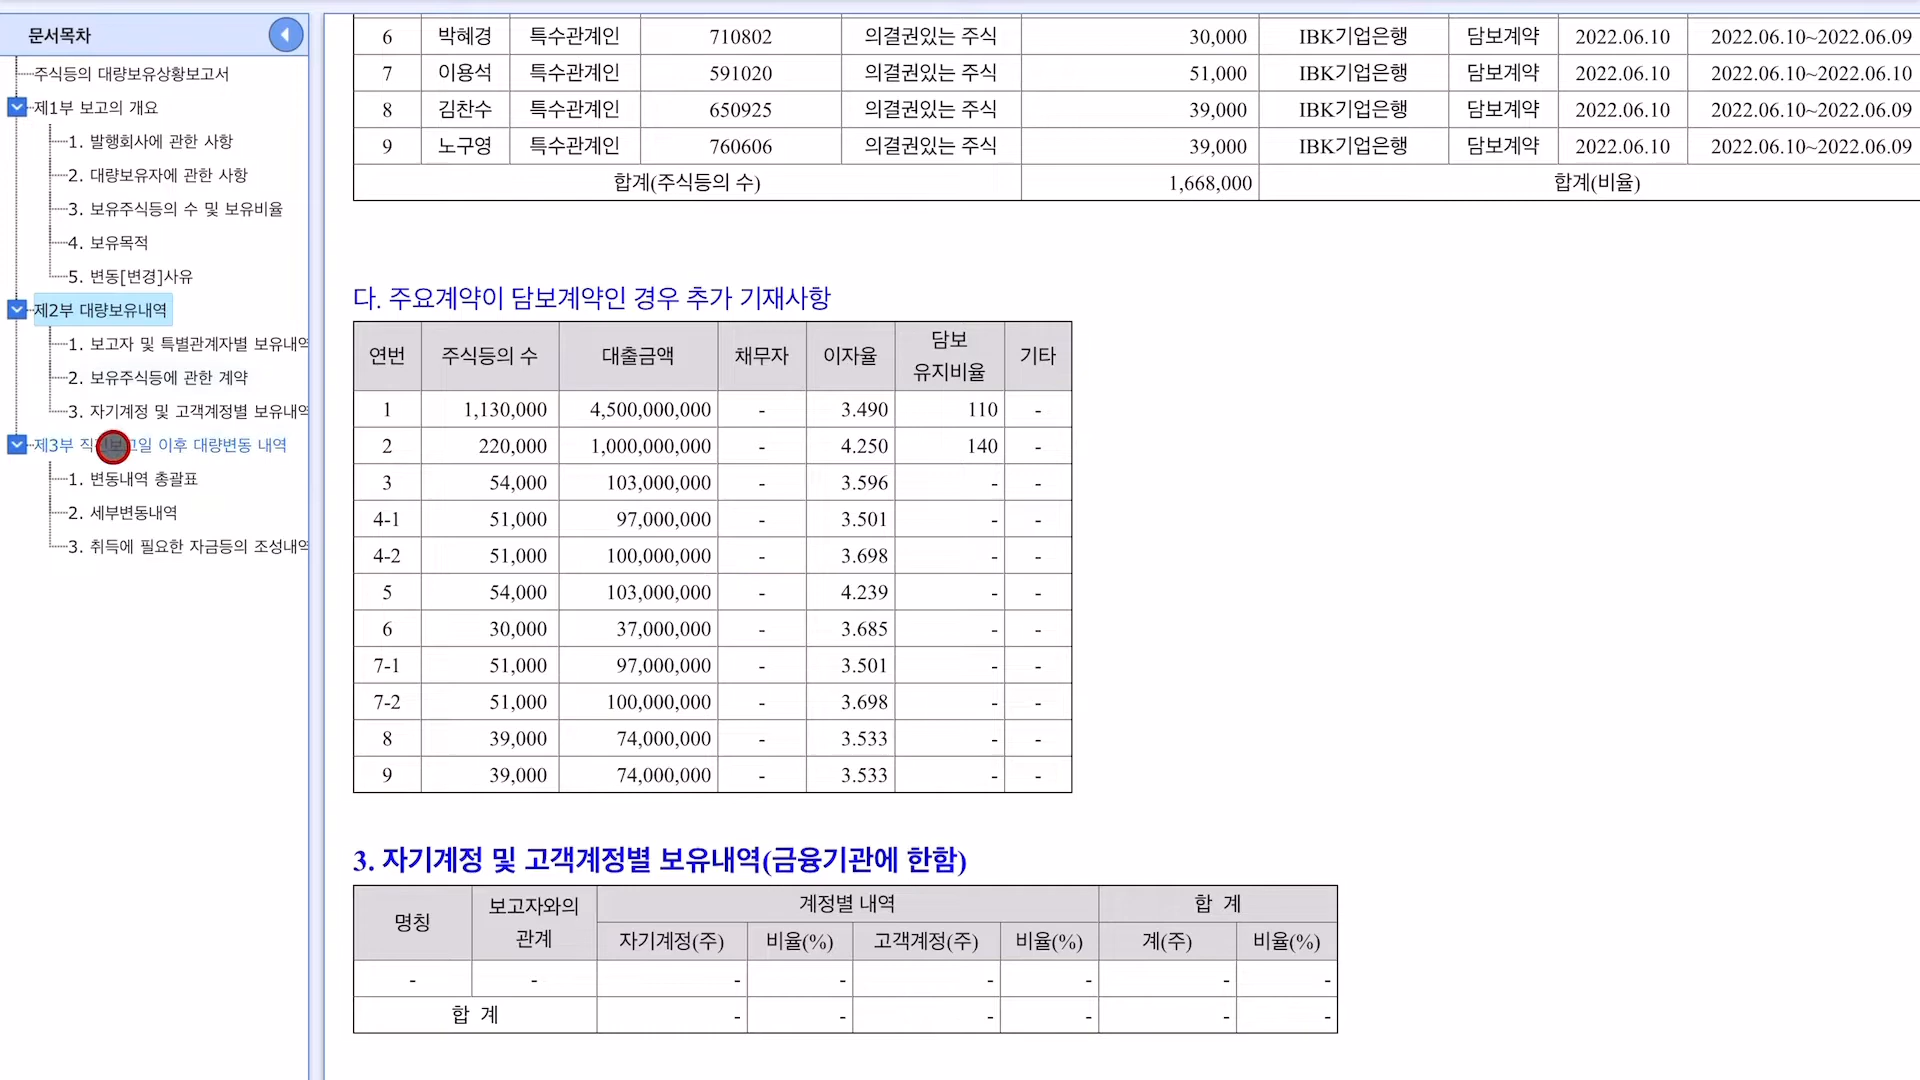 문서목차
주식등의 대량보유상황보고서
제1부 보고의 개요
1. 발행회사에 관한 사항
2. 대량보유자에 관한 사항
3. 보유주식등의 수 및 보유비율
4. 보유목적
5. 변동[변경]사유
제2부 대량보유내역
1. 보고자 및 특별관계자별 보유내역
2. 보유주식등에 관한 계약
3. 자기계정 및 고객계정별 보유내역
제3부 직전보고일 이후 대량변동 내역
1. 변동내역 총괄표
2. 세부변동내역
3. 취득에 필요한 자금등의 조성내역
6 박혜경 특수관계인 710802 의결권있는 주식 30,000 IBK기업은행 담보계약 2022.06.10 2022.06.10~2022.06.09
7 이용석 특수관계인 591020 의결권있는 주식 51,000 IBK기업은행 담보계약 2022.06.10 2022.06.10~2022.06.10
8 김찬수 특수관계인 650925 의결권있는 주식 39,000 IBK기업은행 담보계약 2022.06.10 2022.06.10~2022.06.09
9 노구영 특수관계인 760606 의결권있는 주식 39,000 IBK기업은행 담보계약 2022.06.10 2022.06.10~2022.06.09
합계(주식등의 수) 1,668,000 합계(비율)
다. 주요계약이 담보계약인 경우 추가 기재사항
연번 주식등의 수 대출금액 채무자 이자율 담보 유지비율 기타
1 1,130,000 4,500,000,000 - 3.490 110 -
2 220,000 1,000,000,000 - 4.250 140 -
3 54,000 103,000,000 - 3.596 - -
4-1 51,000 97,000,000 - 3.501 - -
4-2 51,000 100,000,000 - 3.698 - -
5 54,000 103,000,000 - 4.239 - -
6 30,000 37,000,000 - 3.685 - -
7-1 51,000 97,000,000 - 3.501 - -
7-2 51,000 100,000,000 - 3.698 - -
8 39,000 74,000,000 - 3.533 - -
9 39,000 74,000,000 - 3.533 - -
3. 자기계정 및 고객계정별 보유내역(금융기관에 한함)
명칭 보고자와의 관계 계정별 내역 합 계
자기계정(주) 비율(%) 고객계정(주) 비율(%) 계(주) 비율(%)
- - - - - - - -
합 계 - - - - - -